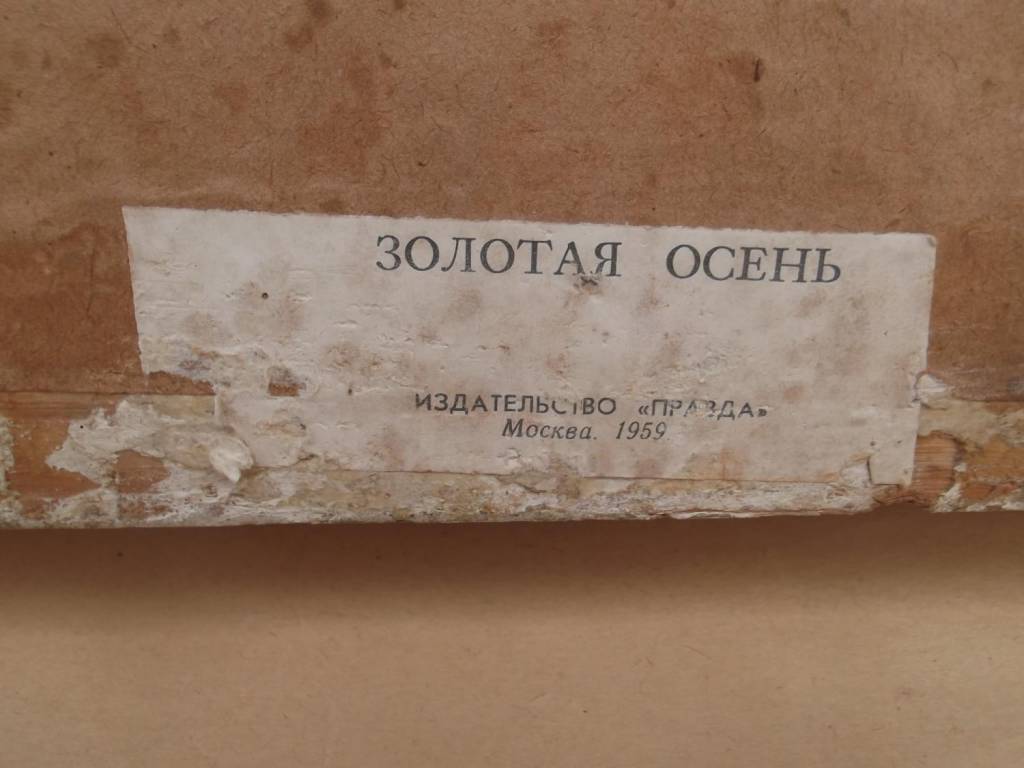 ЗОЛОТАЯ ОСЕНЬ
ИЗДАТЕЛЬСТВО «ПРАВДА»
Москва. 1959